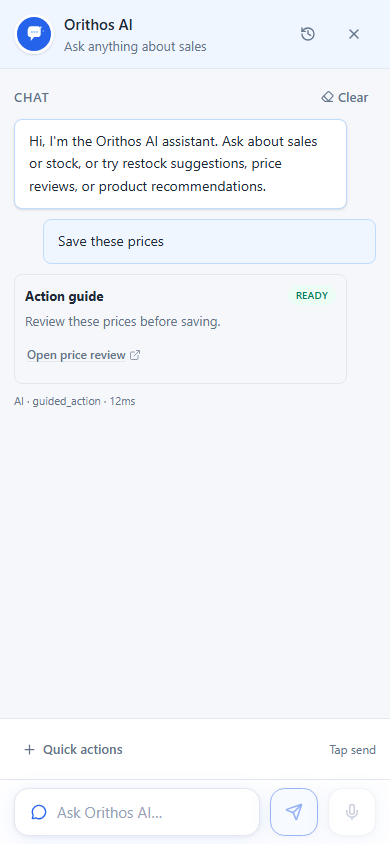 Orithos AI
Ask anything about sales
CHAT
Clear
Hi, I'm the Orithos AI assistant. Ask about sales
or stock, or try restock suggestions, price
reviews, or product recommendations.
Save these prices
Action guide
READY
Review these prices before saving.
Open price review
AI · guided_action · 12ms
Quick actions
Tap send
Ask Orithos AI...